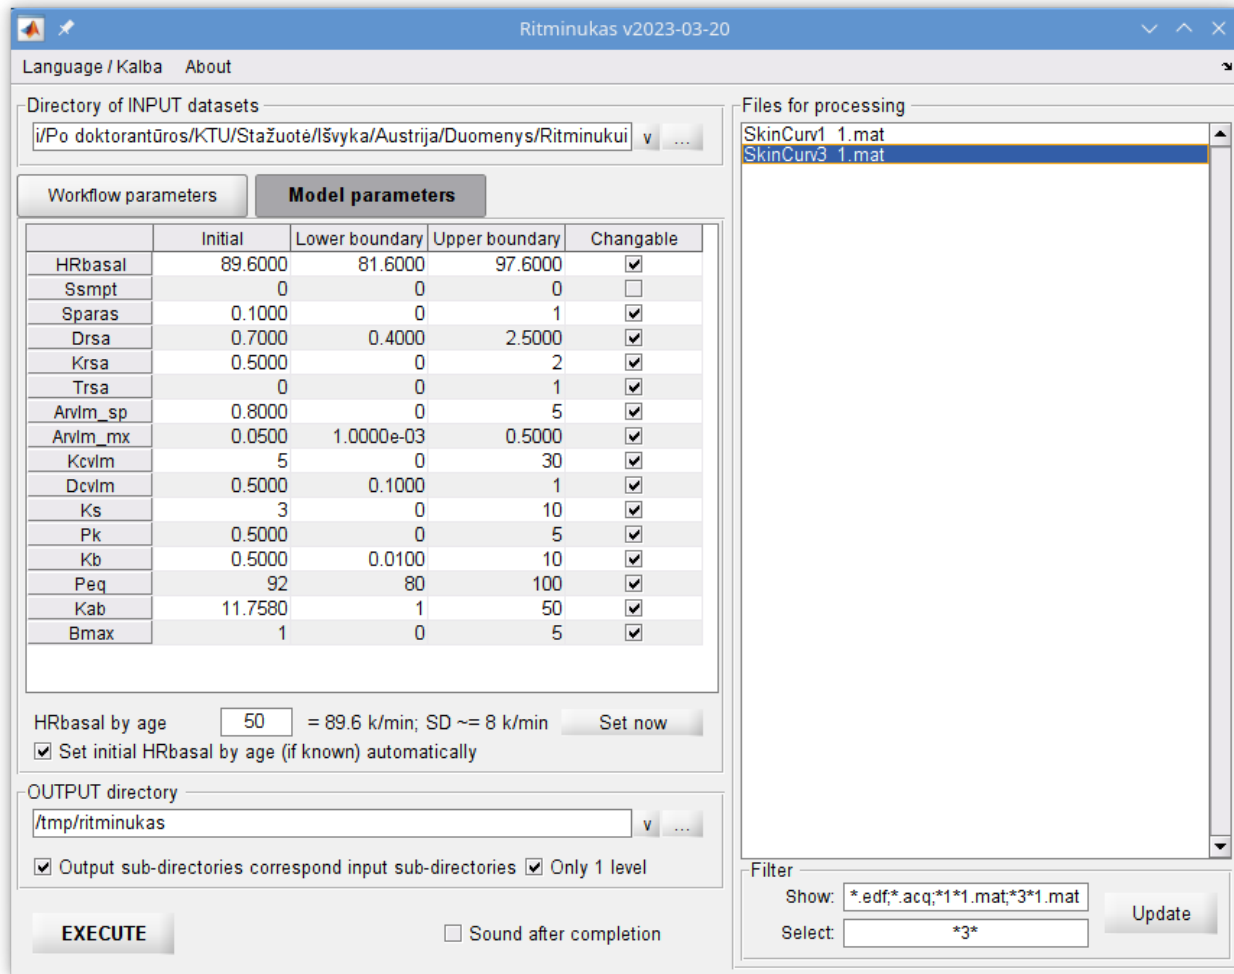 Ritminukas v2023-03-20
Language / Kalba About
Directory of INPUT datasets
i/Po doktorantūros/KTU/Stažuotė/Išvyka/Austrija/Duomenys/Ritminukui v ...
Workflow parameters Model parameters
Initial Lower boundary Upper boundary Changable
HRbasal 89.6000 81.6000 97.6000
Ssmpt 0 0 0
Sparas 0.1000 0 1
Drsa 0.7000 0.4000 2.5000
Krsa 0.5000 0 2
Trsa 0 0 1
Arvlm_sp 0.8000 0 5
Arvlm_mx 0.0500 1.0000e-03 0.5000
Kcvlm 5 0 30
Dcvlm 0.5000 0.1000 1
Ks 3 0 10
Pk 0.5000 0 5
Kb 0.5000 0.0100 10
Peq 92 80 100
Kab 11.7580 1 50
Bmax 1 0 5
HRbasal by age 50 = 89.6 k/min; SD ~= 8 k/min Set now
Set initial HRbasal by age (if known) automatically
OUTPUT directory
/tmp/ritminukas v ...
Output sub-directories correspond input sub-directories Only 1 level
EXECUTE Sound after completion
Files for processing
SkinCurv1 1.mat
SkinCurv3 1.mat
Filter
Show: *.edf;*.acq;*1*1.mat;*3*1.mat
Select: *3*
Update